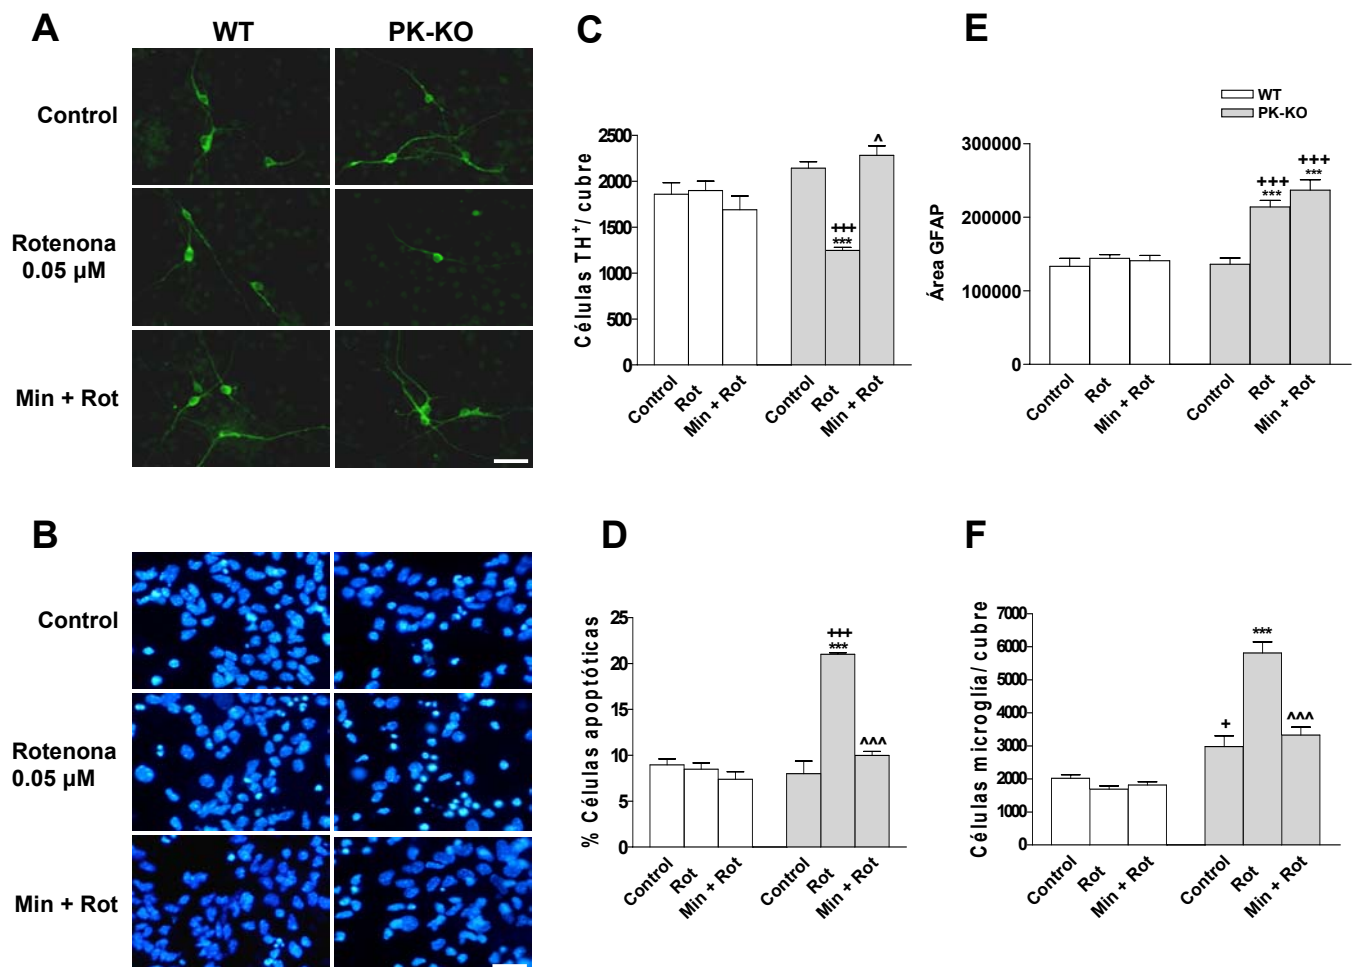 A
WT
PK-KO
Control
Rotenona
0.05 µM
Min + Rot
B
Control
Rotenona
0.05 µM
Min + Rot
C
Células TH+/ cubre
2500
2000
1500
1000
500
0
+++
***
^
Control
Rot
Min + Rot
Control
Rot
Min + Rot
D
% Células apoptóticas
25
20
15
10
5
0
+++
***
^^^
Control
Rot
Min + Rot
Control
Rot
Min + Rot
E
WT
PK-KO
Área GFAP
300000
200000
100000
0
+++
***
+++
***
Control
Rot
Min + Rot
Control
Rot
Min + Rot
F
Células microglía/ cubre
7000
6000
5000
4000
3000
2000
1000
0
+
***
^^^
Control
Rot
Min + Rot
Control
Rot
Min + Rot